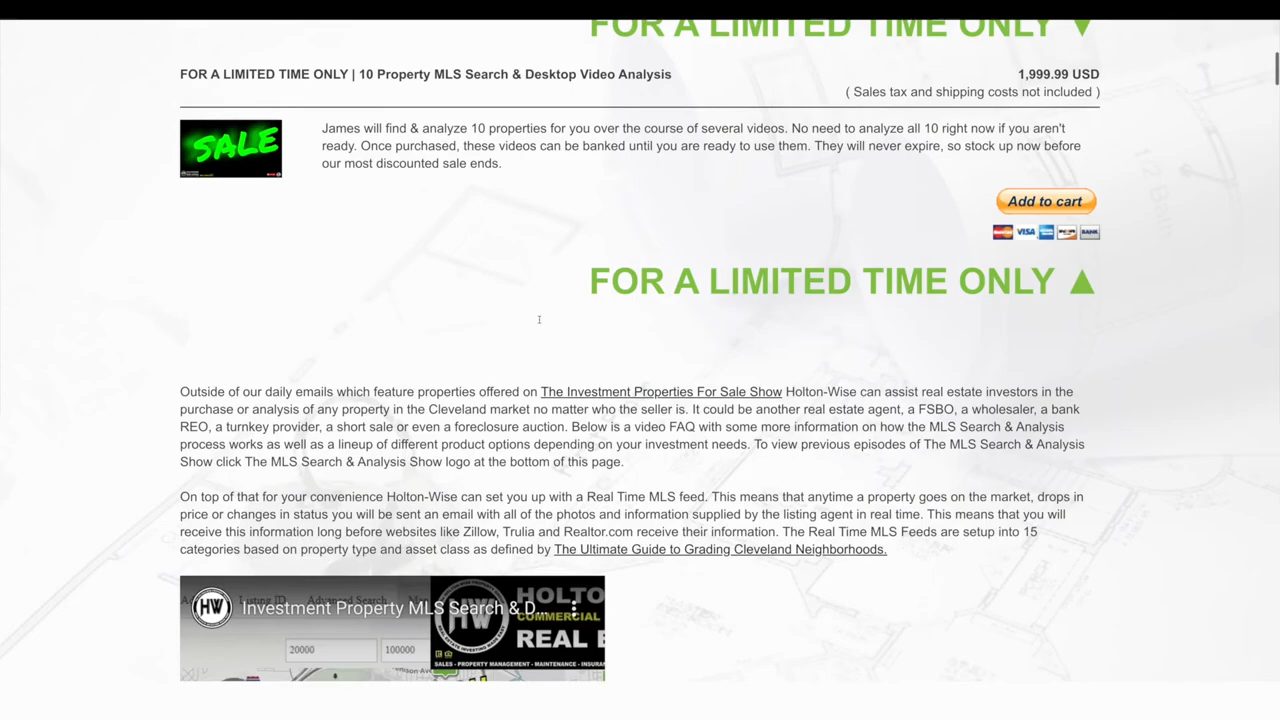 FOR A LIMITED TIME ONLY ▼
FOR A LIMITED TIME ONLY | 10 Property MLS Search & Desktop Video Analysis
1,999.99 USD
( Sales tax and shipping costs not included )
SALE
James will find & analyze 10 properties for you over the course of several videos. No need to analyze all 10 right now if you aren't
ready. Once purchased, these videos can be banked until you are ready to use them. They will never expire, so stock up now before
our most discounted sale ends.
Add to cart
VISA
BANK
FOR A LIMITED TIME ONLY ▲
Outside of our daily emails which feature properties offered on The Investment Properties For Sale Show Holton-Wise can assist real estate investors in the
purchase or analysis of any property in the Cleveland market no matter who the seller is. It could be another real estate agent, a FSBO, a wholesaler, a bank
REO, a turnkey provider, a short sale or even a foreclosure auction. Below is a video FAQ with some more information on how the MLS Search & Analysis
process works as well as a lineup of different product options depending on your investment needs. To view previous episodes of The MLS Search & Analysis
Show click The MLS Search & Analysis Show logo at the bottom of this page.
On top of that for your convenience Holton-Wise can set you up with a Real Time MLS feed. This means that anytime a property goes on the market, drops in
price or changes in status you will be sent an email with all of the photos and information supplied by the listing agent in real time. This means that you will
receive this information long before websites like Zillow, Trulia and Realtor.com receive their information. The Real Time MLS Feeds are setup into 15
categories based on property type and asset class as defined by The Ultimate Guide to Grading Cleveland Neighborhoods.
HW
Investment Property MLS Search & D...
Listing ID Advanced Search
20000
100000
HW
HOLTO
COMMERCIAL
REAL E
SALES - PROPERTY MANAGEMENT - MAINTENANCE - INSURAN